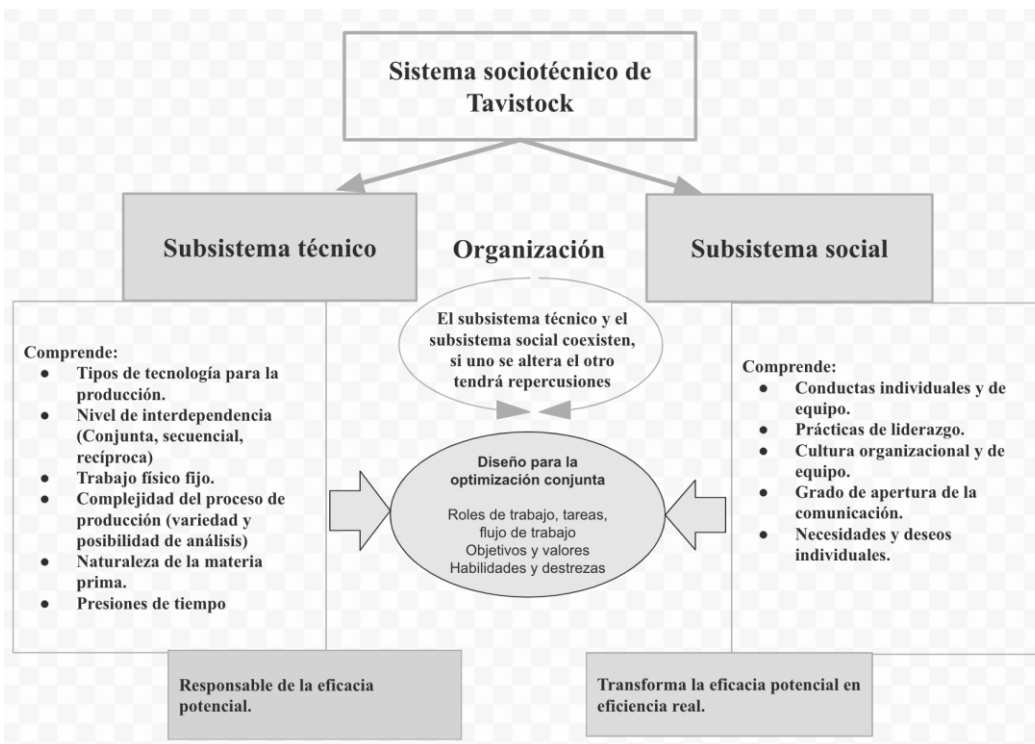 Sistema sociotécnico de
Tavistock
Subsistema técnico
Organización
Subsistema social
El subsistema técnico y el
subsistema social coexisten,
si uno se altera el otro
tendrá repercusiones
Comprende:
● Tipos de tecnología para la
producción.
● Nivel de interdependencia
(Conjunta, secuencial,
recíproca)
● Trabajo físico fijo.
● Complejidad del proceso de
producción (variedad y
posibilidad de análisis)
● Naturaleza de la materia
prima.
● Presiones de tiempo
Diseño para la
optimización conjunta
Roles de trabajo, tareas,
flujo de trabajo
Objetivos y valores
Habilidades y destrezas
Comprende:
● Conductas individuales y de
equipo.
● Prácticas de liderazgo.
● Cultura organizacional y de
equipo.
● Grado de apertura de la
comunicación.
● Necesidades y deseos
individuales.
Responsable de la eficacia
potencial.
Transforma la eficacia potencial en
eficiencia real.